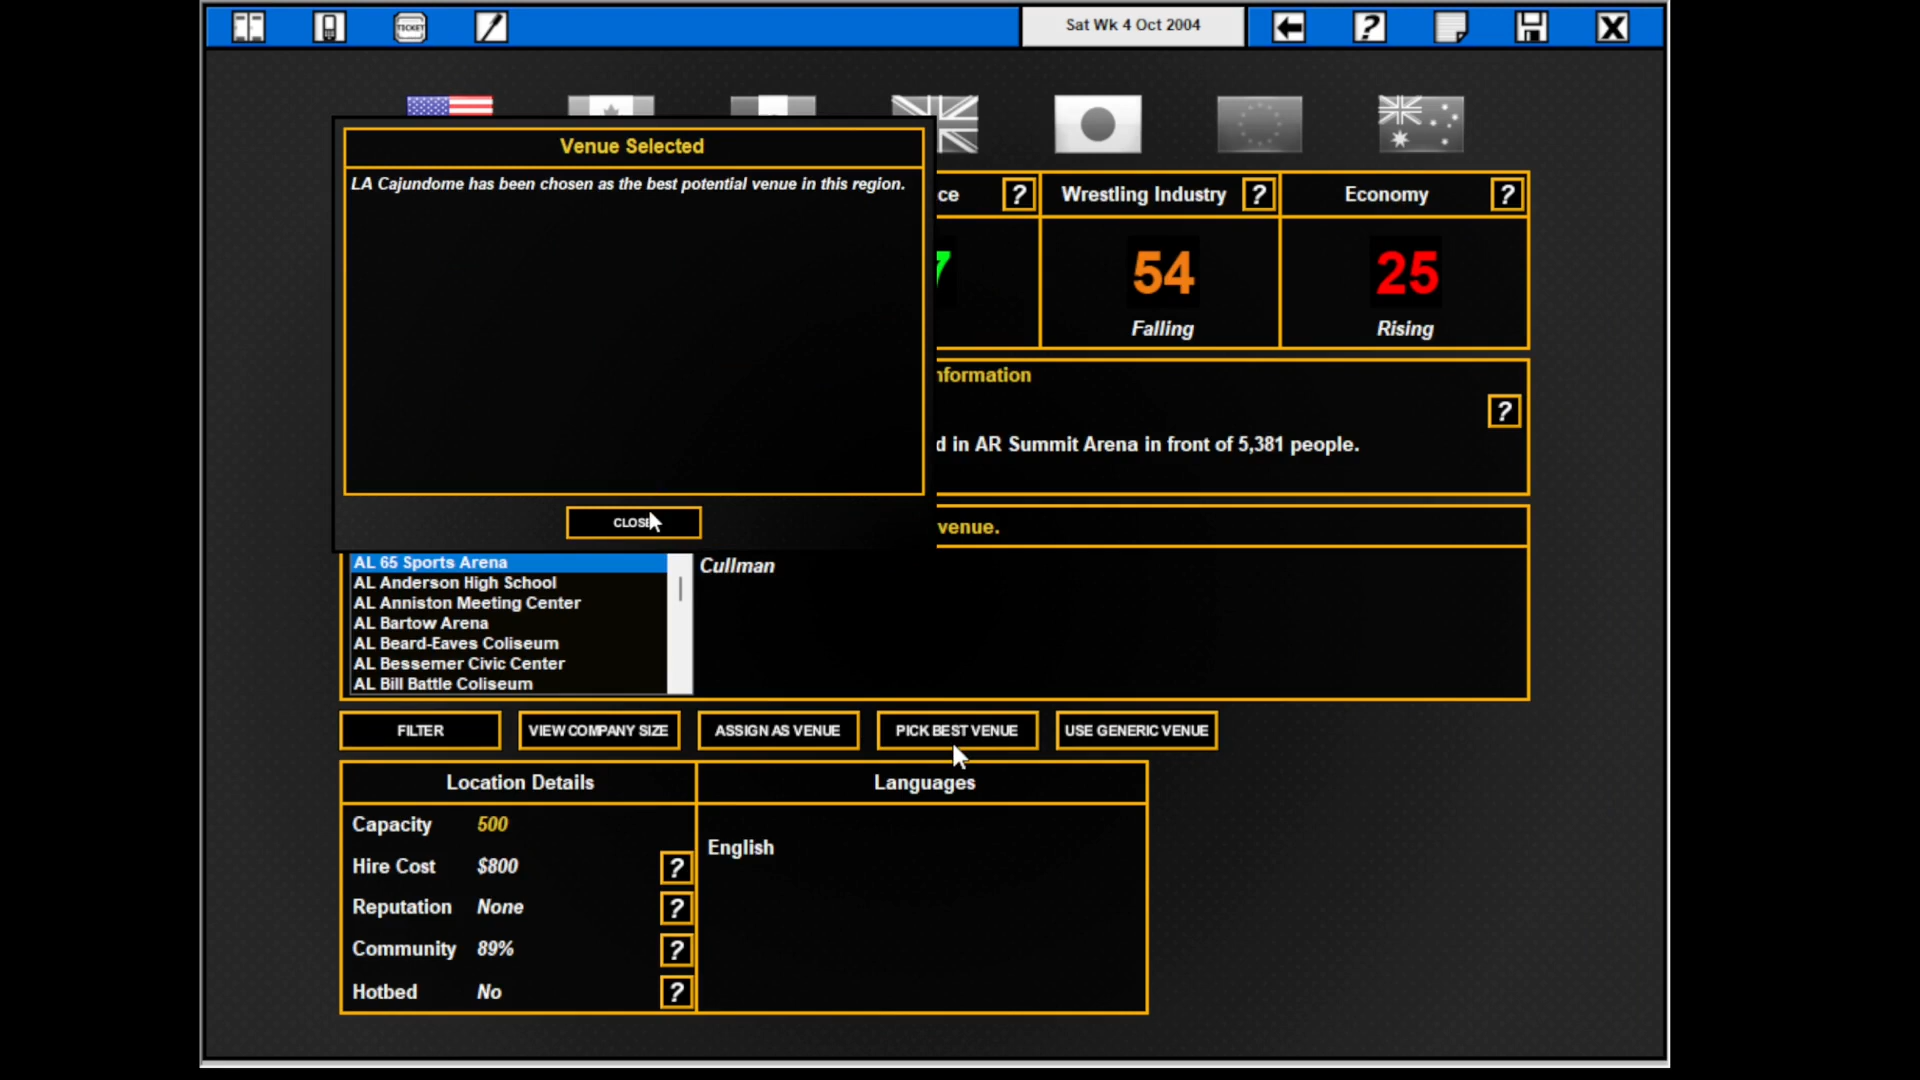 TICKET
Sat Wk 4 Oct 2004
?
X
Venue Selected
LA Cajundome has been chosen as the best potential venue in this region.
CLOSE
ce ?
Wrestling Industry ?
Economy ?
7
54
25
Falling
Rising
nformation
?
d in AR Summit Arena in front of 5,381 people.
venue.
AL 65 Sports Arena
AL Anderson High School
AL Anniston Meeting Center
AL Bartow Arena
AL Beard-Eaves Coliseum
AL Bessemer Civic Center
AL Bill Battle Coliseum
Cullman
FILTER
VIEW COMPANY SIZE
ASSIGN AS VENUE
PICK BEST VENUE
USE GENERIC VENUE
Location Details
Capacity 500
Hire Cost $800 ?
Reputation None ?
Community 89% ?
Hotbed No ?
Languages
English